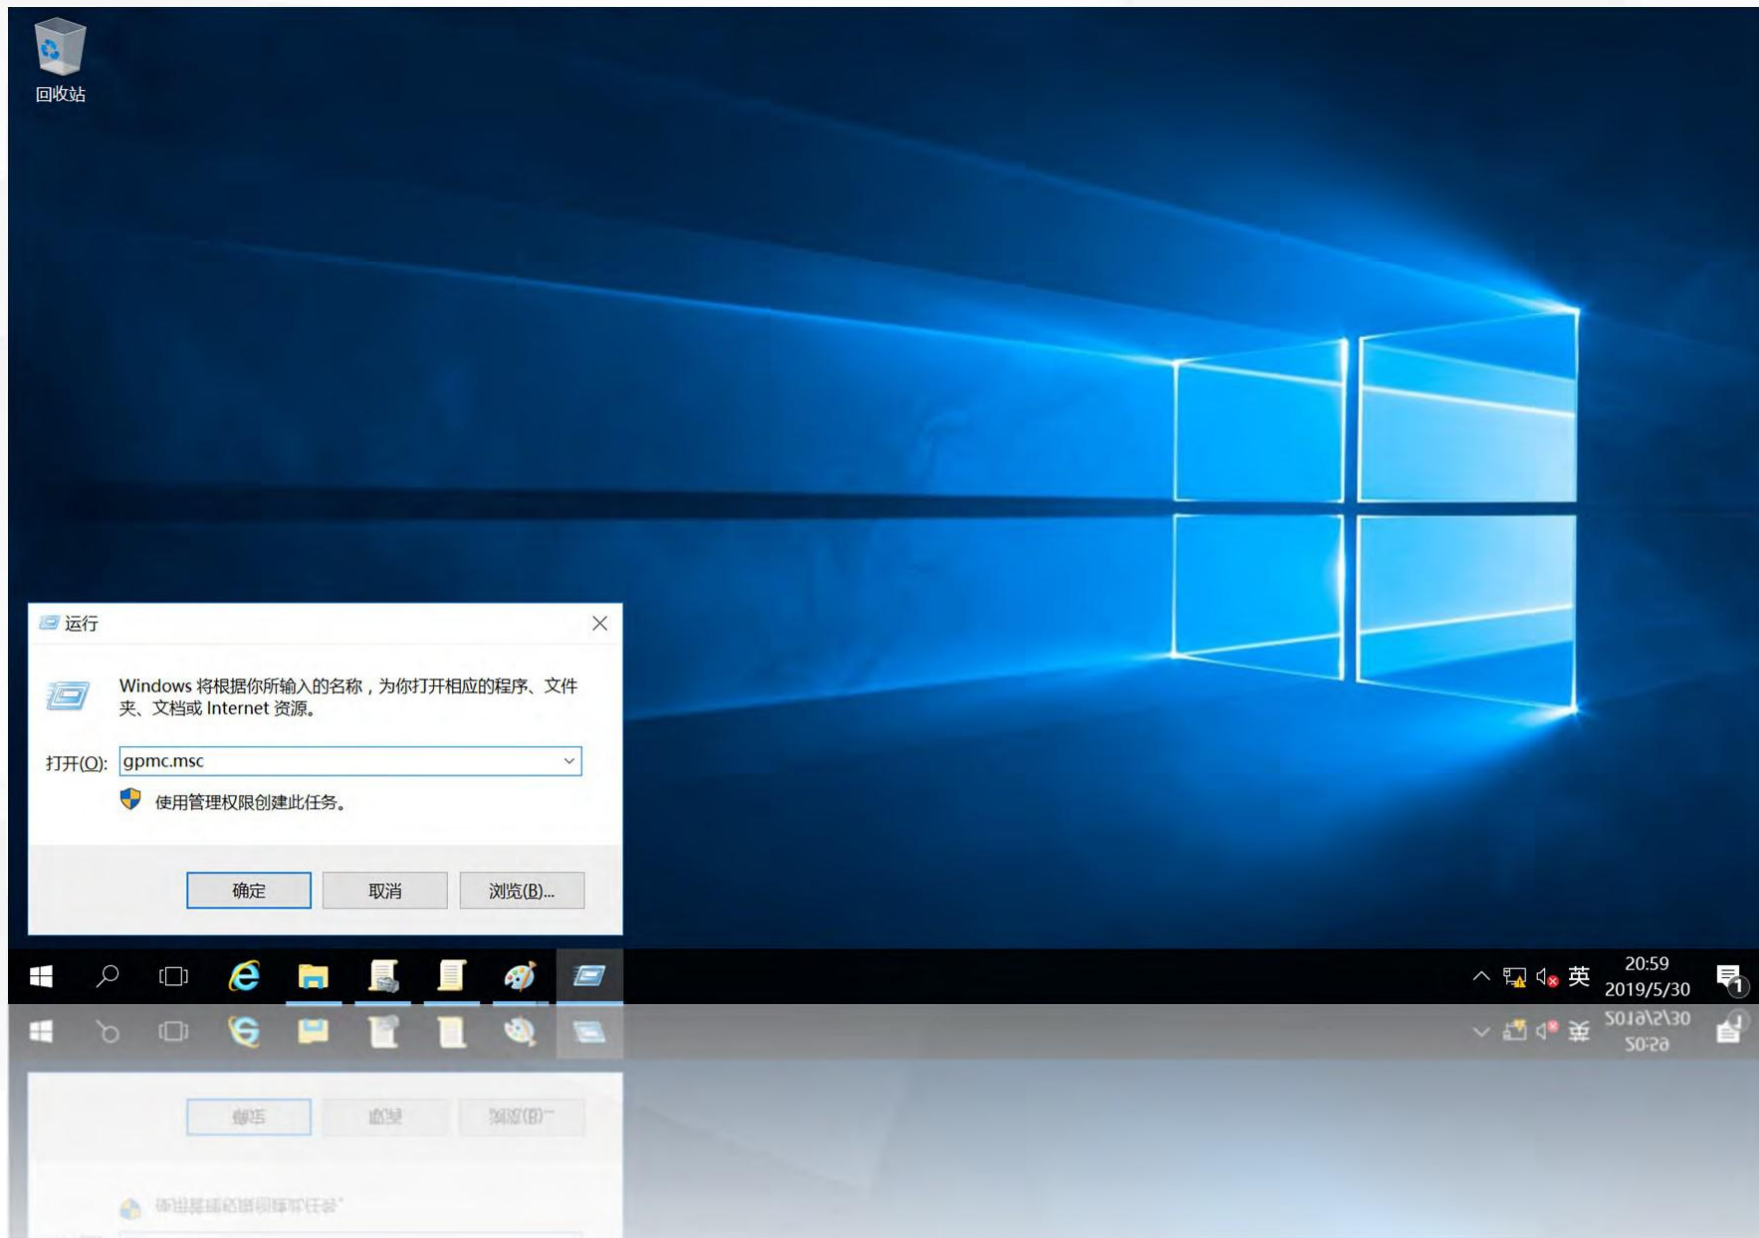 回收站
运行
Windows 将根据你所输入的名称，为你打开相应的程序、文件
夹、文档或 Internet 资源。
打开(O): gpmc.msc
使用管理权限创建此任务。
确定 取消 浏览(B)...
英 20:59
2019/5/30
1